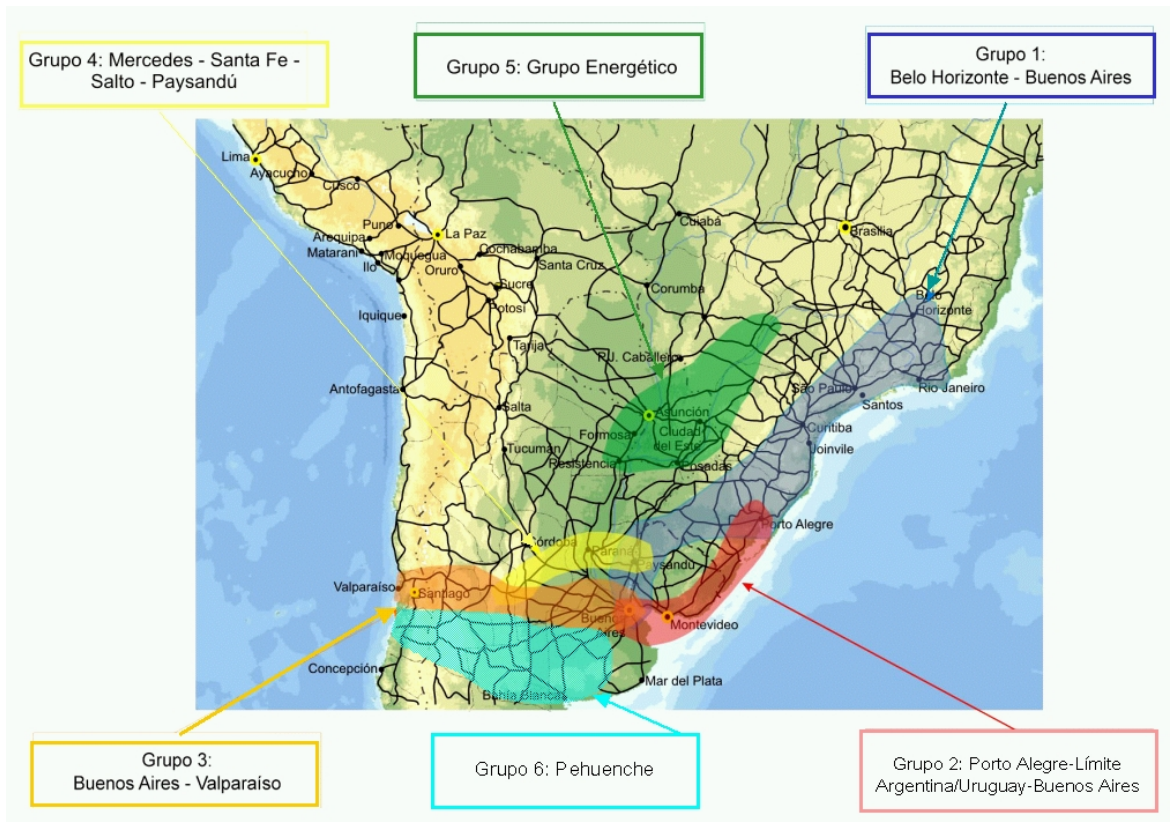 Grupo 4: Mercedes - Santa Fe -
Salto - Paysandú
Grupo 5: Grupo Energético
Grupo 1:
Belo Horizonte - Buenos Aires
Lima
Ayacucho
Cusco
Puno
Arequipa
Matarani
Moquegua
Ilo
La Paz
Oruro
Cochabamba
Santa Cruz
Sucre
Potosí
Cuiabá
Brasilia
Corumba
Belo
Horizonte
Iquique
Tarija
P.J. Caballero
Antofagasta
São Paulo
Rio Janeiro
Santos
Salta
Asunción
Formosa
Ciudad
del Este
Curitiba
Joinvile
Tucumán
Resistencia
Posadas
Porto Alegre
Córdoba
Paraná
Paysandú
Valparaíso
Santiago
Buenos
Aires
Montevideo
Concepción
Mar del Plata
Bahía Blanca
Grupo 3:
Buenos Aires - Valparaíso
Grupo 6: Pehuenche
Grupo 2: Porto Alegre-Límite
Argentina/Uruguay-Buenos Aires